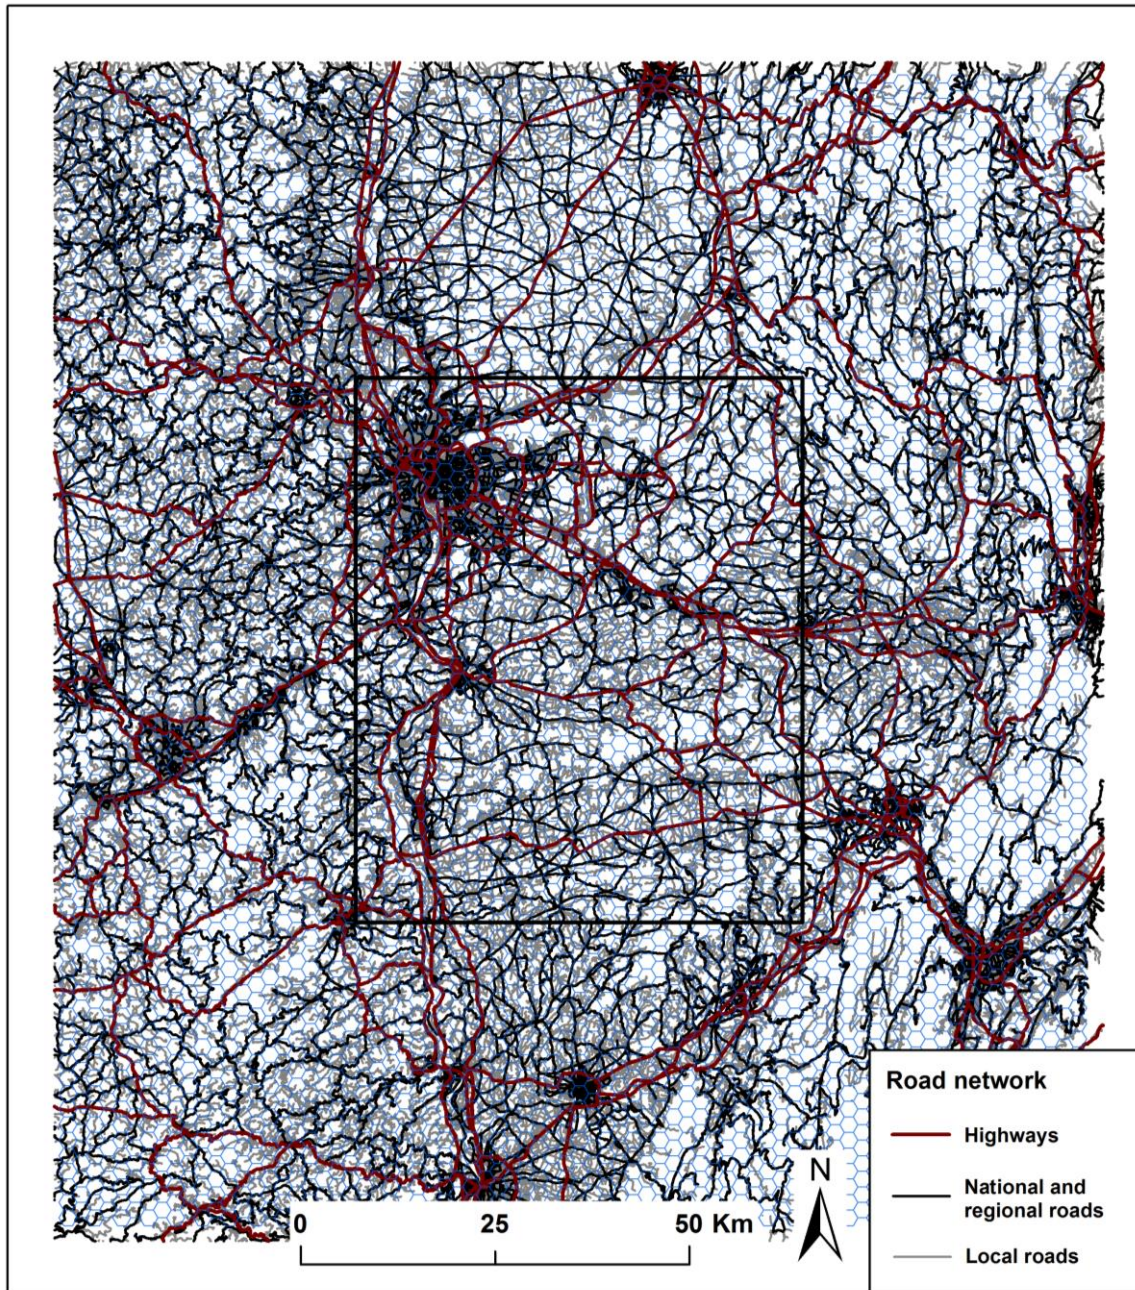 Road network
Highways
National and
regional roads
Local roads
N
0 25 50 Km